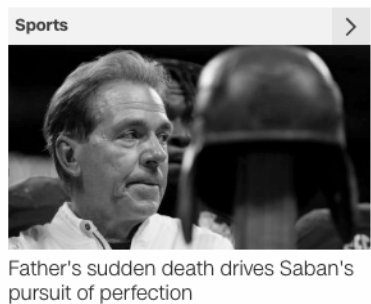 Sports
Father's sudden death drives Saban's
pursuit of perfection